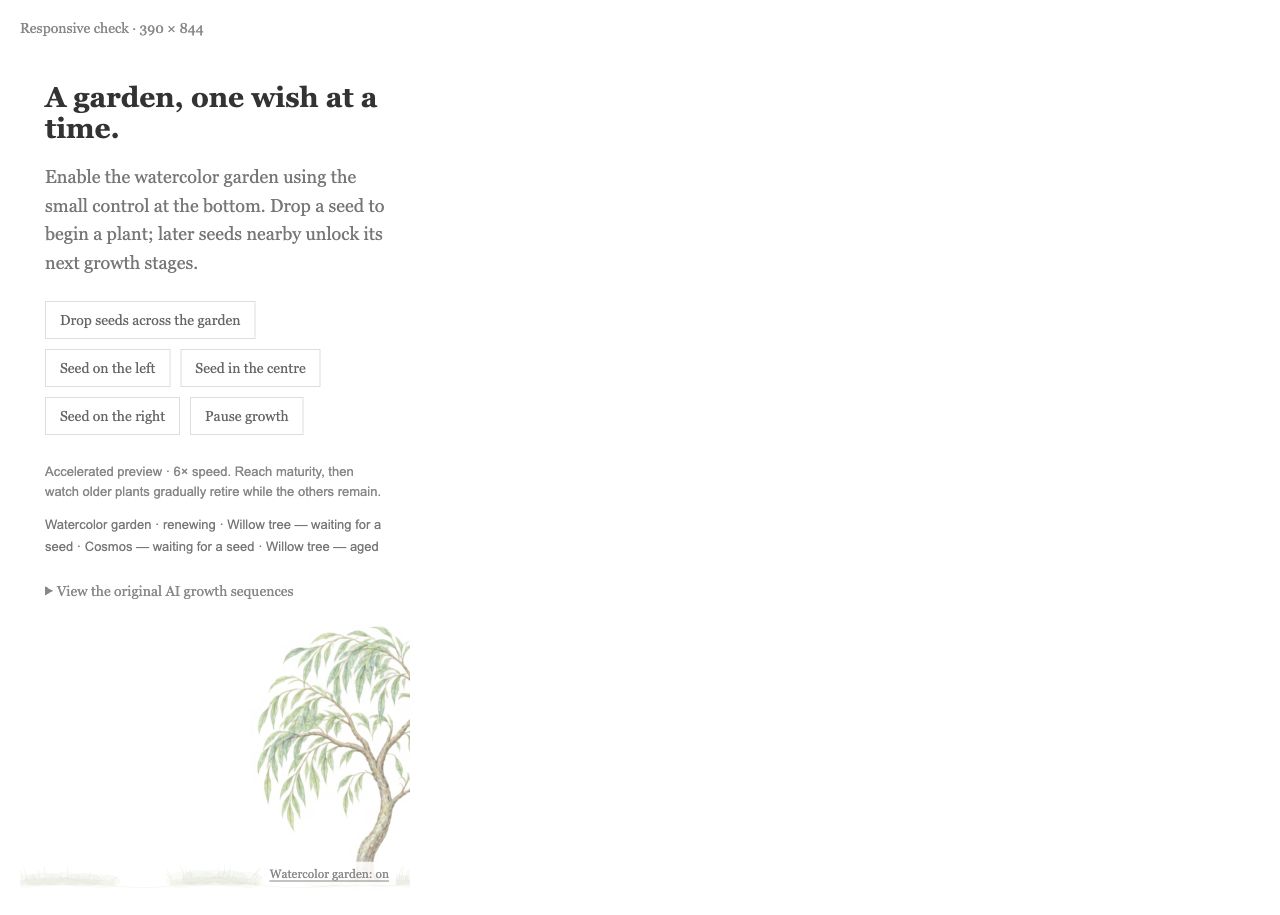 Responsive check · 390 × 844
A garden, one wish at a
time.
Enable the watercolor garden using the
small control at the bottom. Drop a seed to
begin a plant; later seeds nearby unlock its
next growth stages.
Drop seeds across the garden
Seed on the left
Seed in the centre
Seed on the right
Pause growth
Accelerated preview · 6× speed. Reach maturity, then
watch older plants gradually retire while the others remain.
Watercolor garden · renewing · Willow tree — waiting for a
seed · Cosmos — waiting for a seed · Willow tree — aged
View the original AI growth sequences
Watercolor garden: on